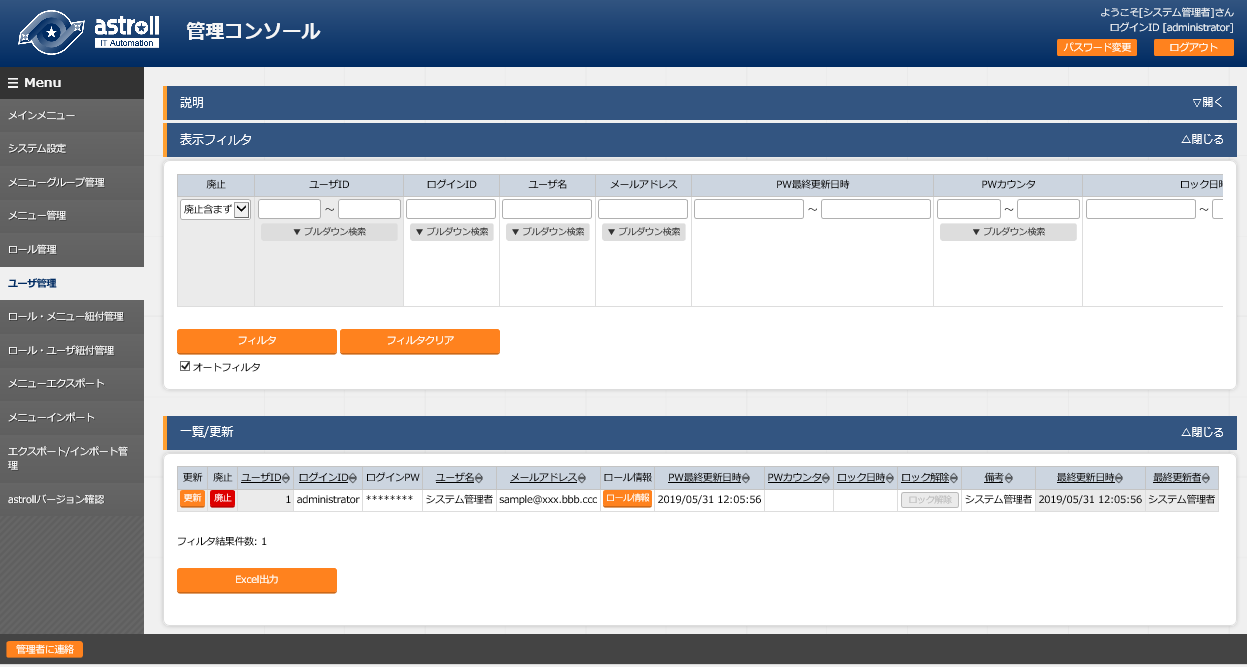 astroll
IT Automation
管理コンソール
ようこそ[システム管理者]さん
ログインID [administrator]
パスワード変更 ログアウト
☰ Menu
メインメニュー
システム設定
メニューグループ管理
メニュー管理
ロール管理
ユーザ管理
ロール・メニュー紐付管理
ロール・ユーザ紐付管理
メニューエクスポート
メニューインポート
エクスポート/インポート管
理
astrollバージョン確認
説明 ▽開く
表示フィルタ △閉じる
廃止 ユーザID ログインID ユーザ名 メールアドレス PW最終更新日時 PWカウンタ ロック日時
廃止含まず ～ ～ ～ ～
▼ プルダウン検索 ▼ プルダウン検索 ▼ プルダウン検索 ▼ プルダウン検索 ▼ プルダウン検索
フィルタ フィルタクリア
オートフィルタ
一覧/更新 △閉じる
更新 廃止 ユーザID ログインID ログインPW ユーザ名 メールアドレス ロール情報 PW最終更新日時 PWカウンタ ロック日時 ロック解除 備考 最終更新日時 最終更新者
更新 廃止 1 administrator ******** システム管理者 sample@xxx.bbb.ccc ロール情報 2019/05/31 12:05:56 ロック解除 システム管理者 2019/05/31 12:05:56 システム管理者
フィルタ結果件数: 1
Excel出力
管理者に連絡